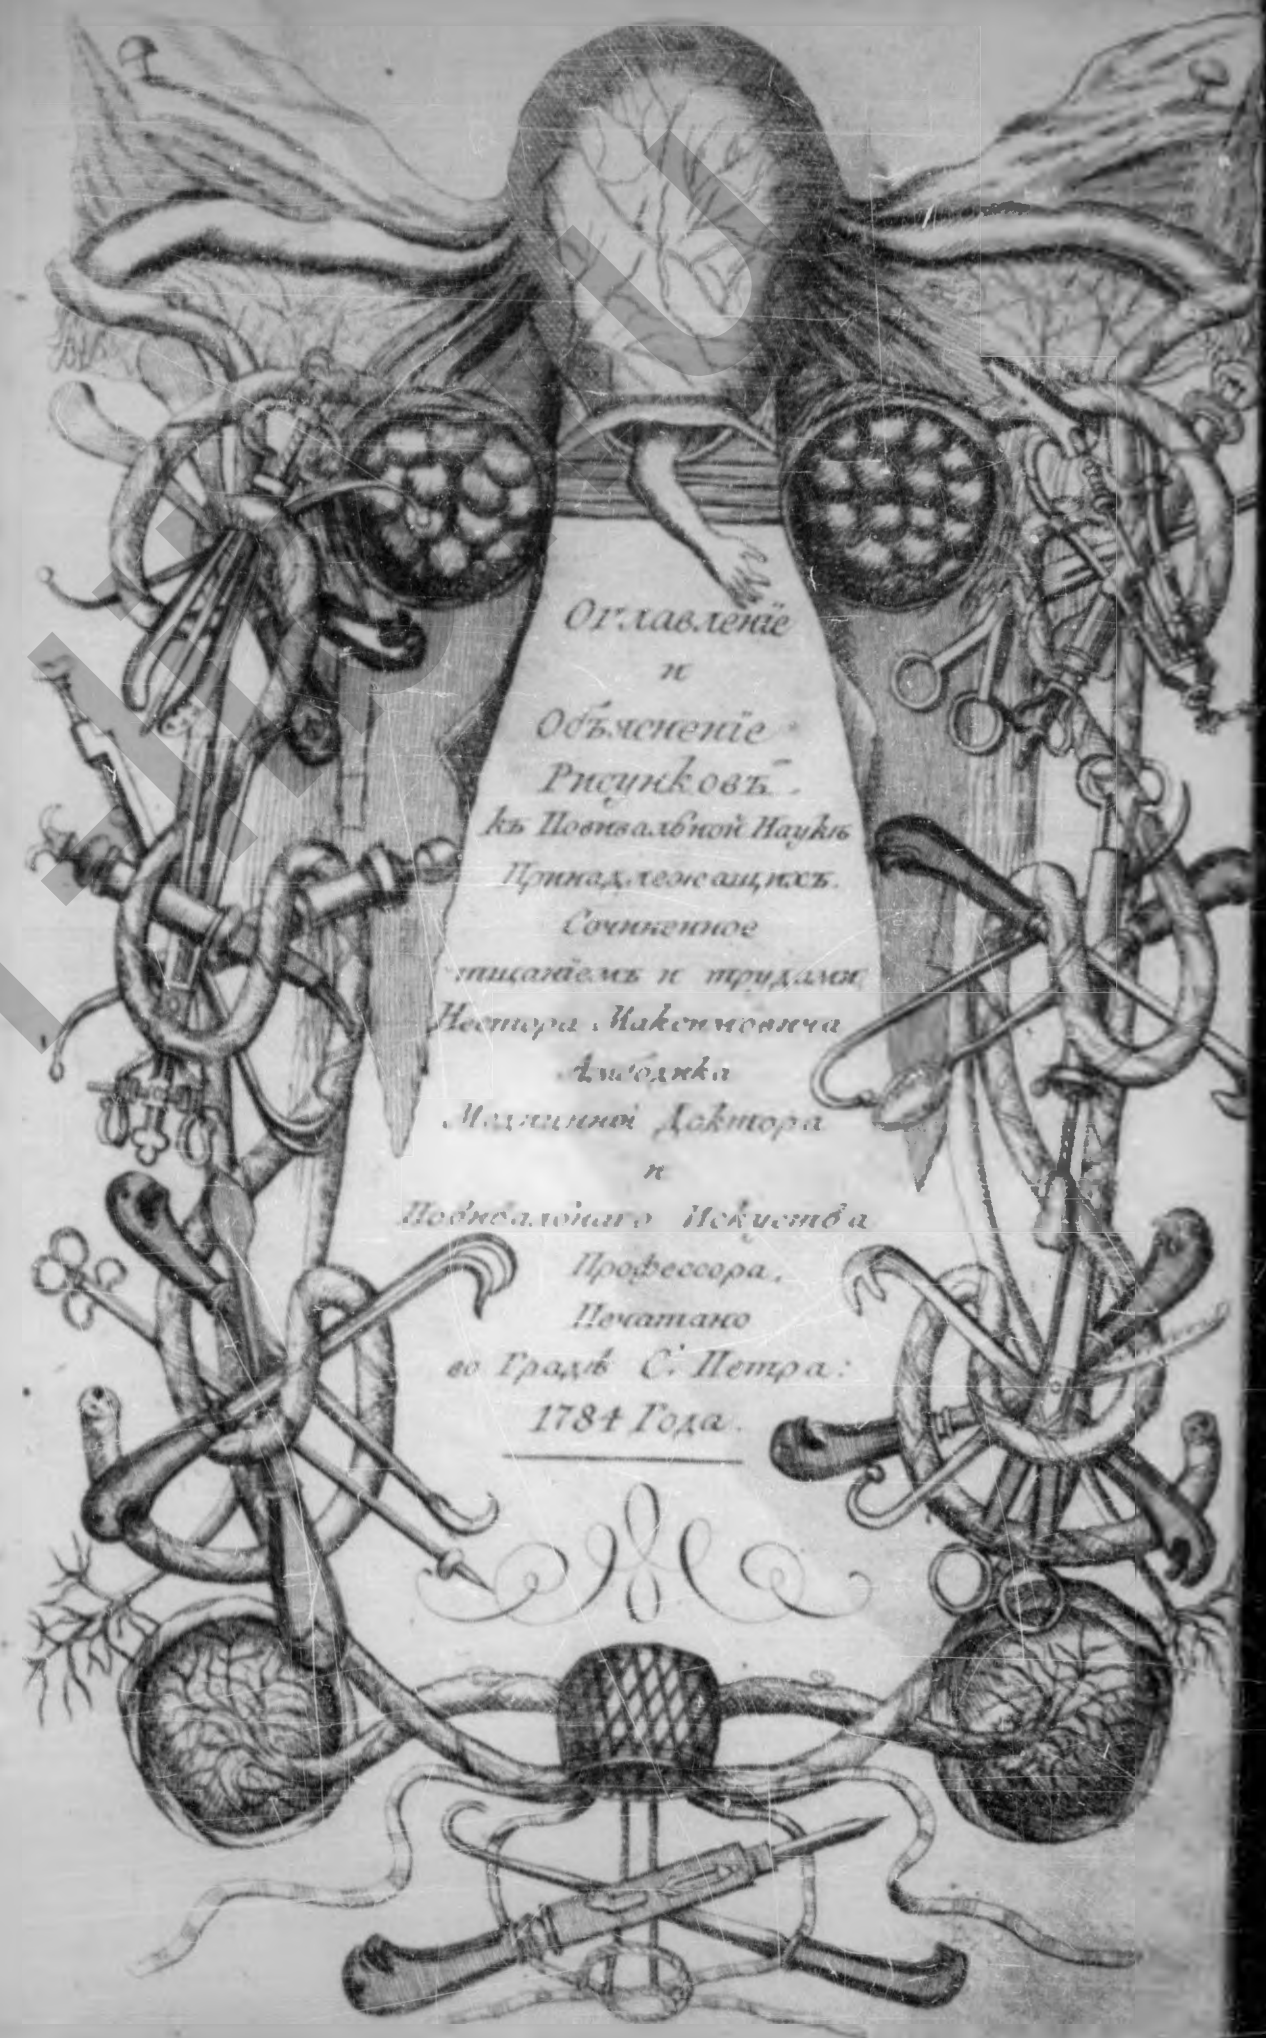 Оглавленїе
и
Объясненїе
Рисунковъ
къ Повивальной Наукѣ
Принадлежащихъ.
Сочиненное
тщанїемъ и трудами
Нестора Максимовича
Амбодика
Медицины Доктора
и
Повивальнаго Искуства
Профессора.
Печатано
во Градѣ С. Петра:
1784 Года.